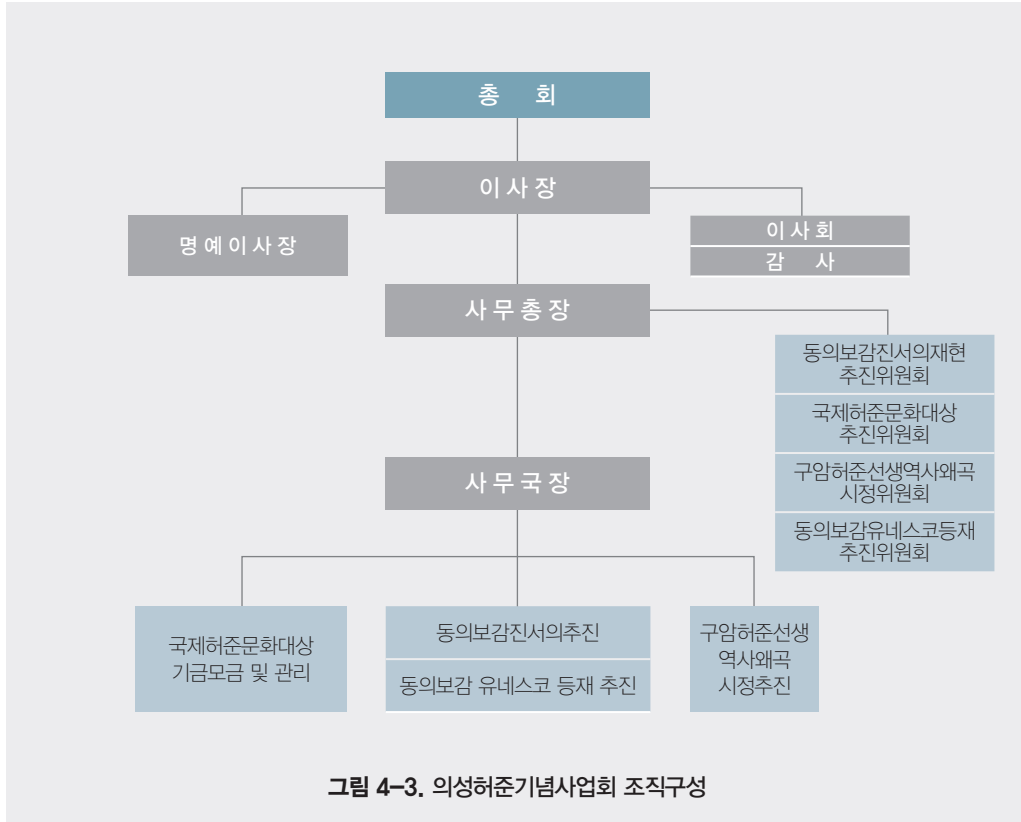 총 회
이 사 장
명 예 이 사 장
이 사 회
감 사
사 무 총 장
동의보감진서의재현
추진위원회
국제허준문화대상
추진위원회
구암허준선생역사왜곡
시정위원회
동의보감유네스코등재
추진위원회
사 무 국 장
국제허준문화대상
기금모금 및 관리
동의보감진서의추진
동의보감 유네스코 등재 추진
구암허준선생
역사왜곡
시정추진
그림 4-3. 의성허준기념사업회 조직구성